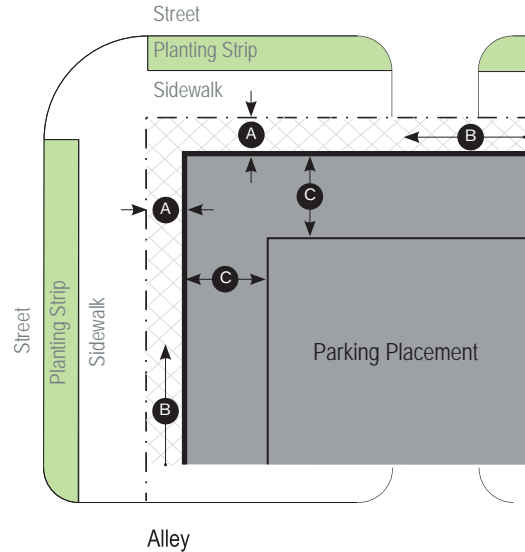 Street
Planting Strip
Sidewalk
A
B
A
C
C
Parking Placement
Street
Planting Strip
Sidewalk
B
Alley